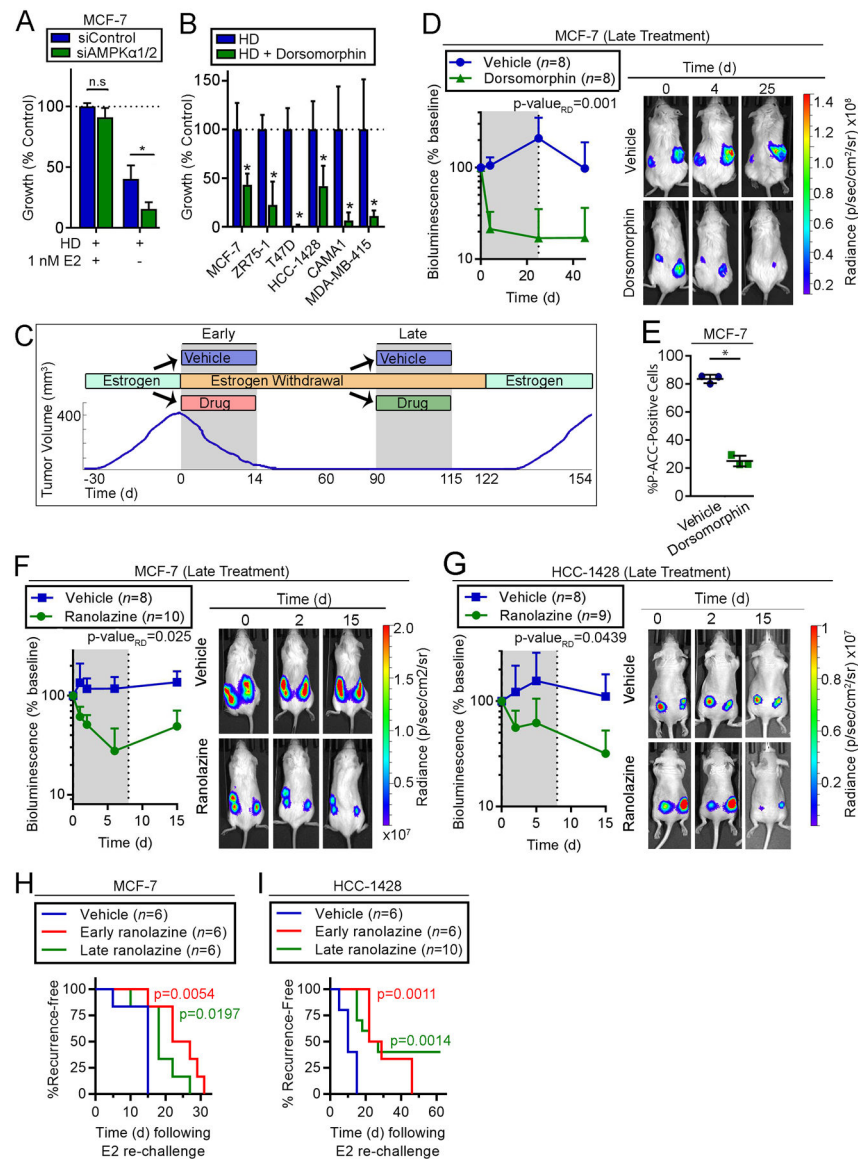 A
MCF-7
siControl
siAMPKα1/2
n.s
*
Growth (% Control)
100
50
0
HD + +
1 nM E2 + -
B
HD
HD + Dorsomorphin
Growth (% Control)
150
100
50
0
* * * * * *
MCF-7
ZR75-1
T47D
HCC-1428
CAMA1
MDA-MB-415
C
Early
Late
Vehicle
Vehicle
Estrogen
Estrogen Withdrawal
Estrogen
Drug
Drug
Tumor Volume (mm³)
400
-30 0 14 90 115 122 154
Time (d)
D
MCF-7 (Late Treatment)
Vehicle (n=8)
Dorsomorphin (n=8)
p-valueRD=0.001
Bioluminescence (% baseline)
100
10
0 20 40
Time (d)
Time (d)
0 4 25
Vehicle
Dorsomorphin
1.4
1.2
1.0
0.8
0.6
0.4
0.2
Radiance (p/sec/cm²/sr) x10⁸
E
MCF-7
*
%P-ACC-Positive Cells
100
80
60
40
20
0
Vehicle
Dorsomorphin
F
MCF-7 (Late Treatment)
Vehicle (n=8)
Ranolazine (n=10)
p-valueRD=0.025
Bioluminescence (% baseline)
100
10
0 5 10 15
Time (d)
Time (d)
0 2 15
Vehicle
Ranolazine
2.0
1.5
1.0
0.5
x10⁷
Radiance (p/sec/cm2/sr)
G
HCC-1428 (Late Treatment)
Vehicle (n=8)
Ranolazine (n=9)
p-valueRD=0.0439
Bioluminescence (% baseline)
100
10
0 5 10 15
Time (d)
Time (d)
0 2 15
Vehicle
Ranolazine
1
0.8
0.6
0.4
0.2
Radiance (p/sec/cm²/sr) x10⁷
H
MCF-7
Vehicle (n=6)
Early ranolazine (n=6)
Late ranolazine (n=6)
p=0.0054
p=0.0197
%Recurrence-free
100
75
50
25
0
0 10 20 30
Time (d) following
E2 re-challenge
I
HCC-1428
Vehicle (n=6)
Early ranolazine (n=6)
Late ranolazine (n=10)
p=0.0011
p=0.0014
% Recurrence-Free
100
75
50
25
0
0 20 40 60
Time (d) following
E2 re-challenge